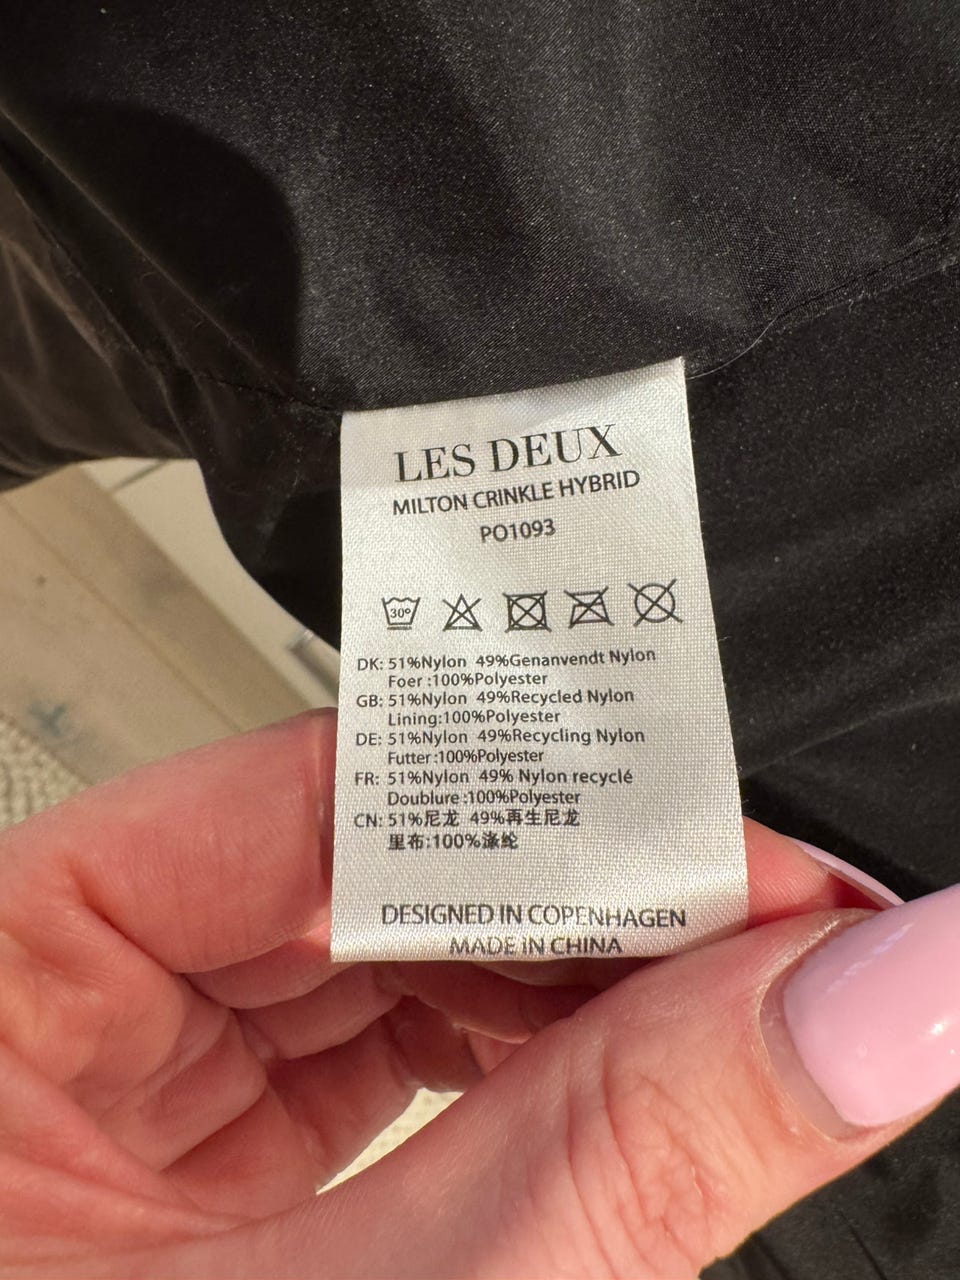 LES DEUX
MILTON CRINKLE HYBRID
PO1093
30°
DK: 51%Nylon 49%Genanvendt Nylon
Foer :100%Polyester
GB: 51%Nylon 49%Recycled Nylon
Lining:100%Polyester
DE: 51%Nylon 49%Recycling Nylon
Futter:100%Polyester
FR: 51%Nylon 49% Nylon recyclé
Doublure :100%Polyester
CN: 51%尼龙 49%再生尼龙
里布:100%涤纶
DESIGNED IN COPENHAGEN
MADE IN CHINA